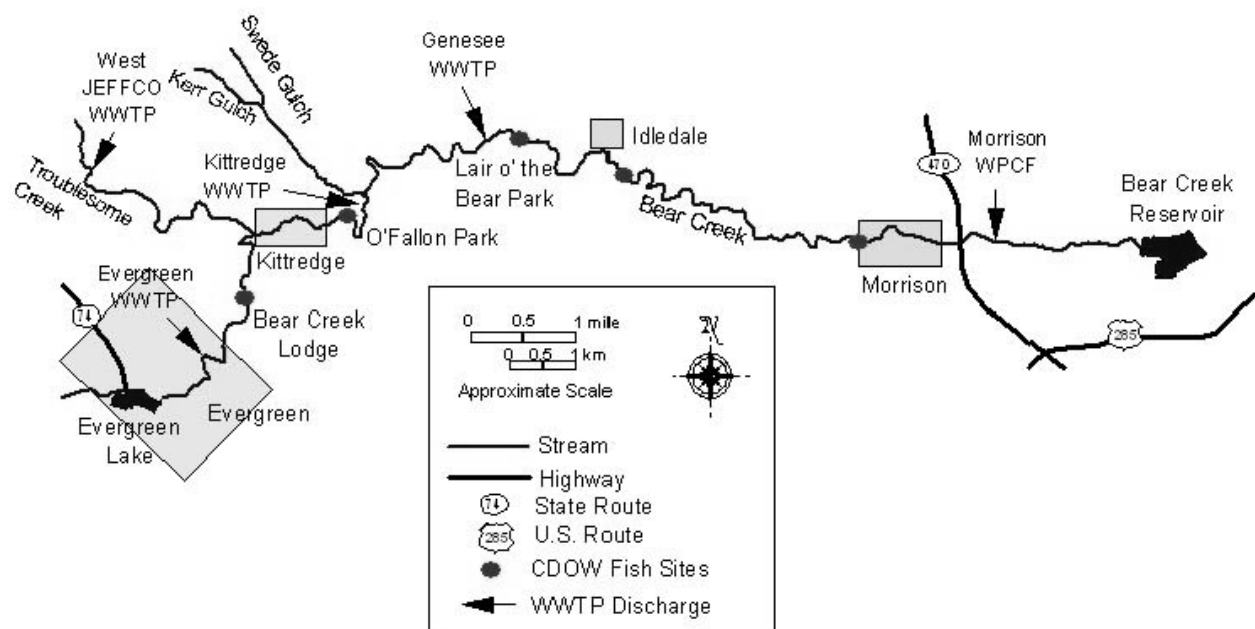 West
JEFFCO
WWTP
Swede Gulch
Kerr Gulch
Genesee
WWTP
Idledale
470
Morrison
WPCF
Bear Creek
Reservoir
Troublesome
Creek
Kittredge
WWTP
Lair o' the
Bear Park
Bear Creek
O'Fallon Park
Kittredge
Morrison
Evergreen
WWTP
74
Bear Creek
Lodge
285
Evergreen
Evergreen
Lake
0 0.5 1 mile
0 0.5 1 km
Approximate Scale
N
Stream
Highway
74 State Route
285 U.S. Route
CDOW Fish Sites
WWTP Discharge